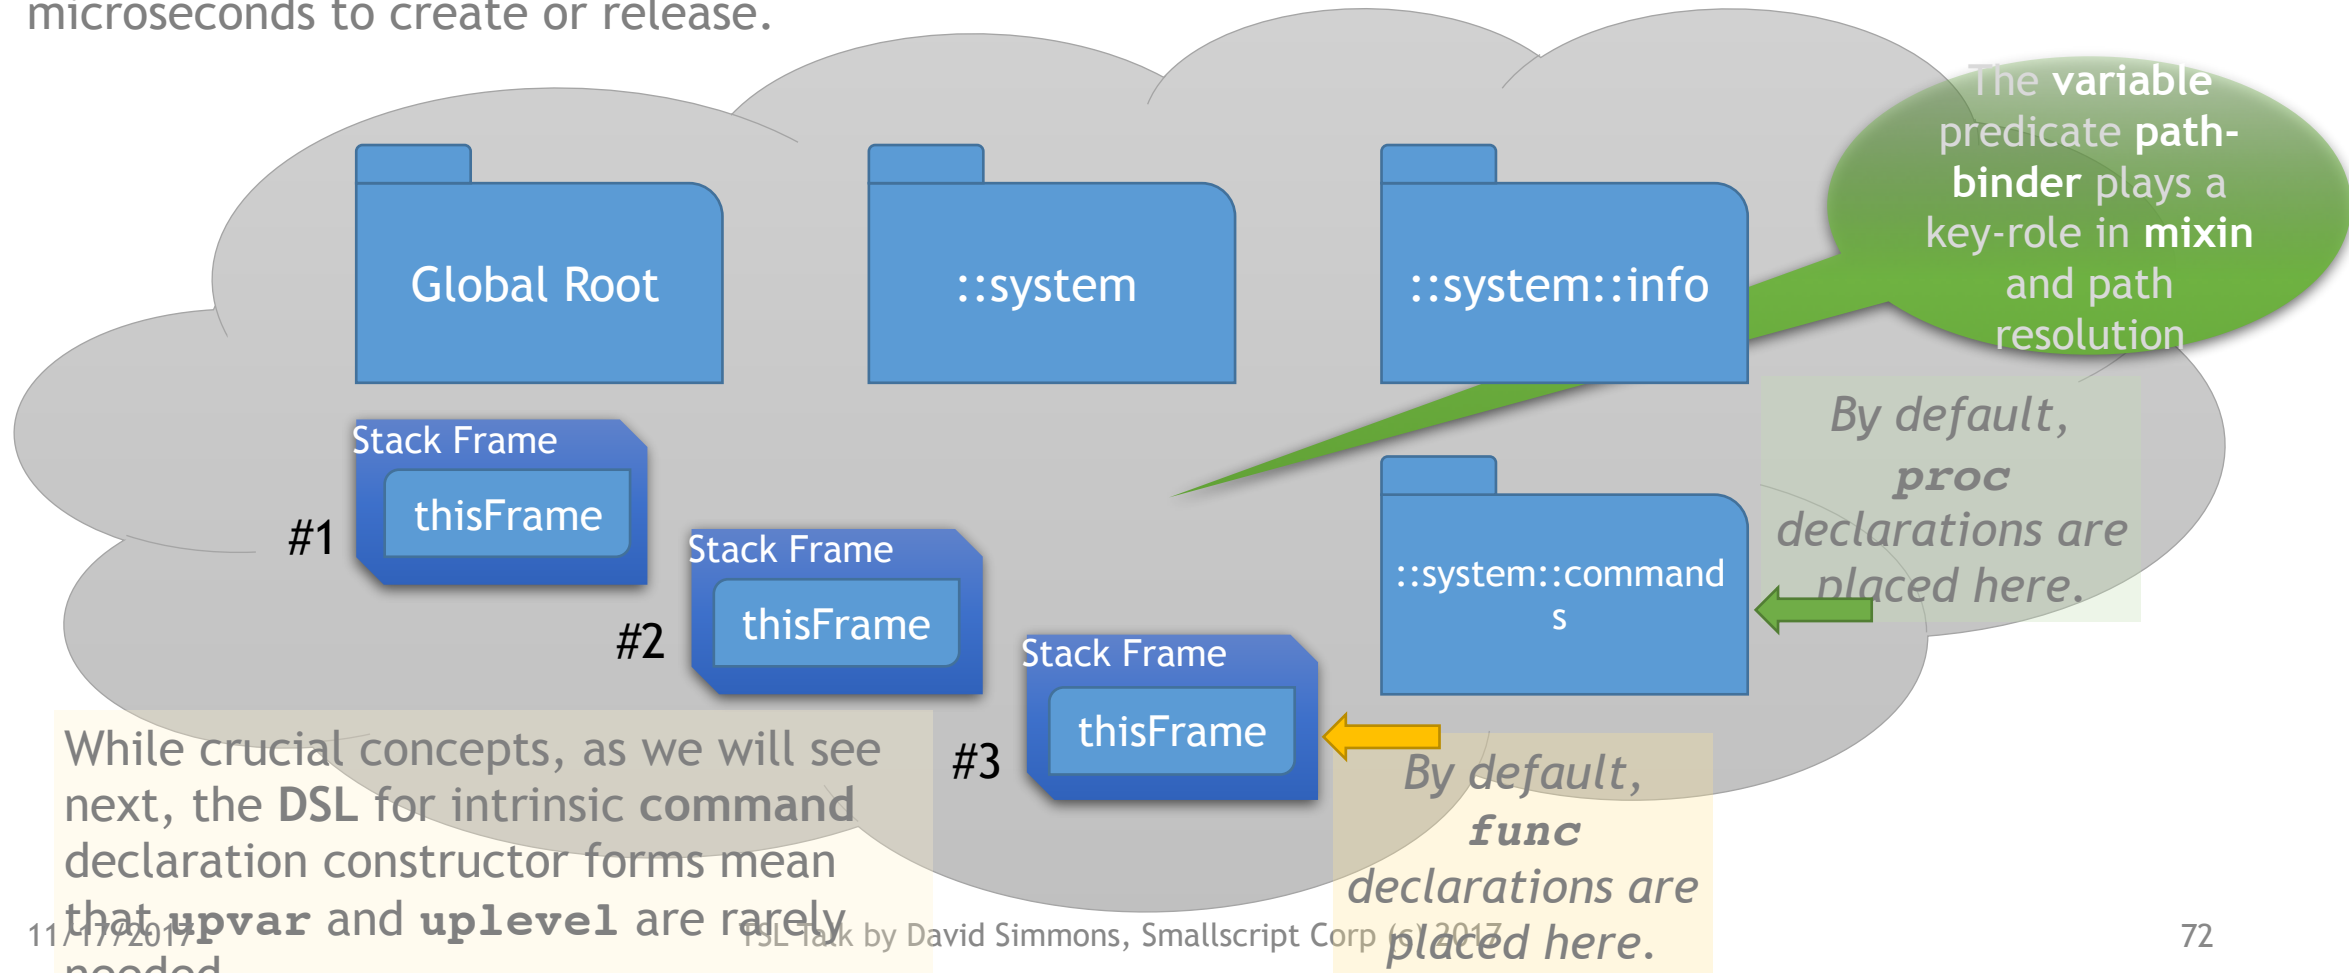 microseconds to create or release.
The variable
predicate path-
binder plays a
key-role in mixin
and path
resolution
Global Root
::system
::system::info
By default,
proc
declarations are
placed here.
Stack Frame
thisFrame
#1
Stack Frame
thisFrame
#2
::system::command
s
Stack Frame
thisFrame
#3
By default,
func
declarations are
placed here.
While crucial concepts, as we will see
next, the DSL for intrinsic command
declaration constructor forms mean
that upvar and uplevel are rarely
needed
11/17/2017
TSL Talk by David Simmons, Smallscript Corp (c) 2017
72